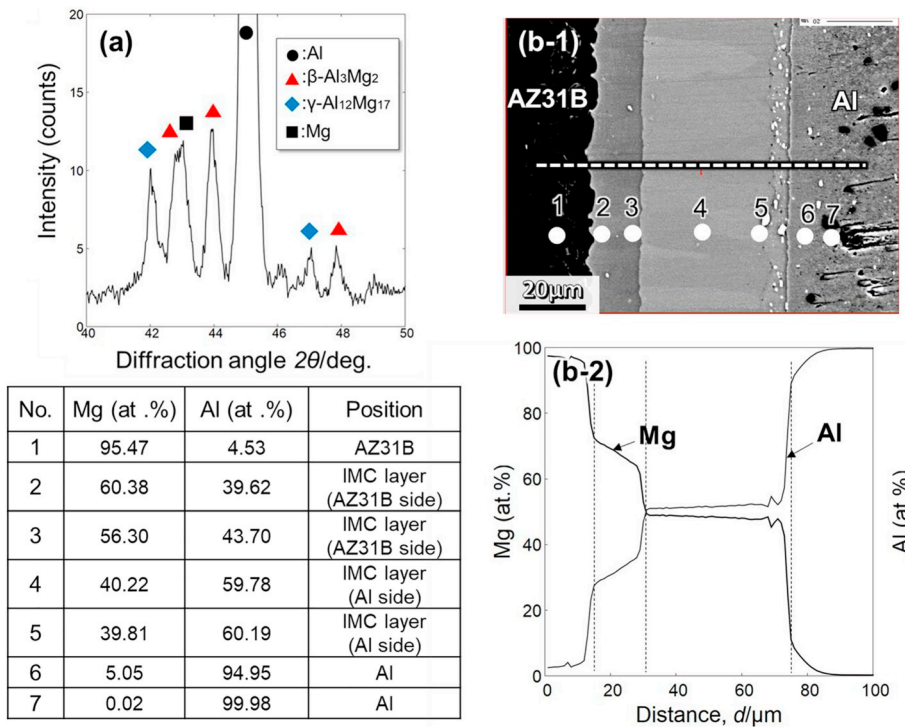 (a)
20
15
10
5
0
Intensity (counts)
:Al
:β-Al₃Mg₂
:γ-Al₁₂Mg₁₇
:Mg
40 42 44 46 48 50
Diffraction angle 2θ/deg.
(b-1)
20
AZ31B
Al
1 2 3 4 5 6 7
20μm
No. Mg (at .%) Al (at .%) Position
1 95.47 4.53 AZ31B
2 60.38 39.62 IMC layer
(AZ31B side)
3 56.30 43.70 IMC layer
(AZ31B side)
4 40.22 59.78 IMC layer
(Al side)
5 39.81 60.19 IMC layer
(Al side)
6 5.05 94.95 Al
7 0.02 99.98 Al
(b-2)
100
80
60
40
20
0
Mg (at.%)
Mg
Al
Al (at.%)
0 20 40 60 80 100
Distance, d/μm